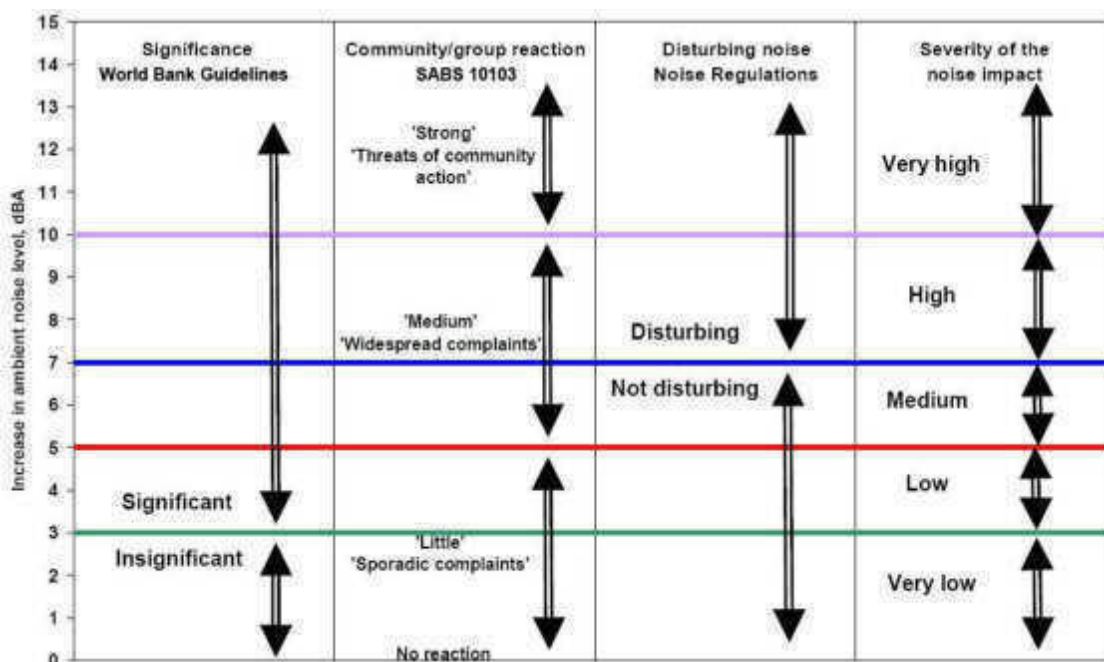 15
14
13
12
11
10
9
8
7
6
5
4
3
2
1
0
Increase in ambient noise level, dBA
Significance
World Bank Guidelines
Significant
Insignificant
Community/group reaction
SABS 10103
'Strong'
'Threats of community
action'
'Medium'
'Widespread complaints'
'Little'
'Sporadic complaints'
No reaction
Disturbing noise
Noise Regulations
Disturbing
Not disturbing
Severity of the
noise impact
Very high
High
Medium
Low
Very low